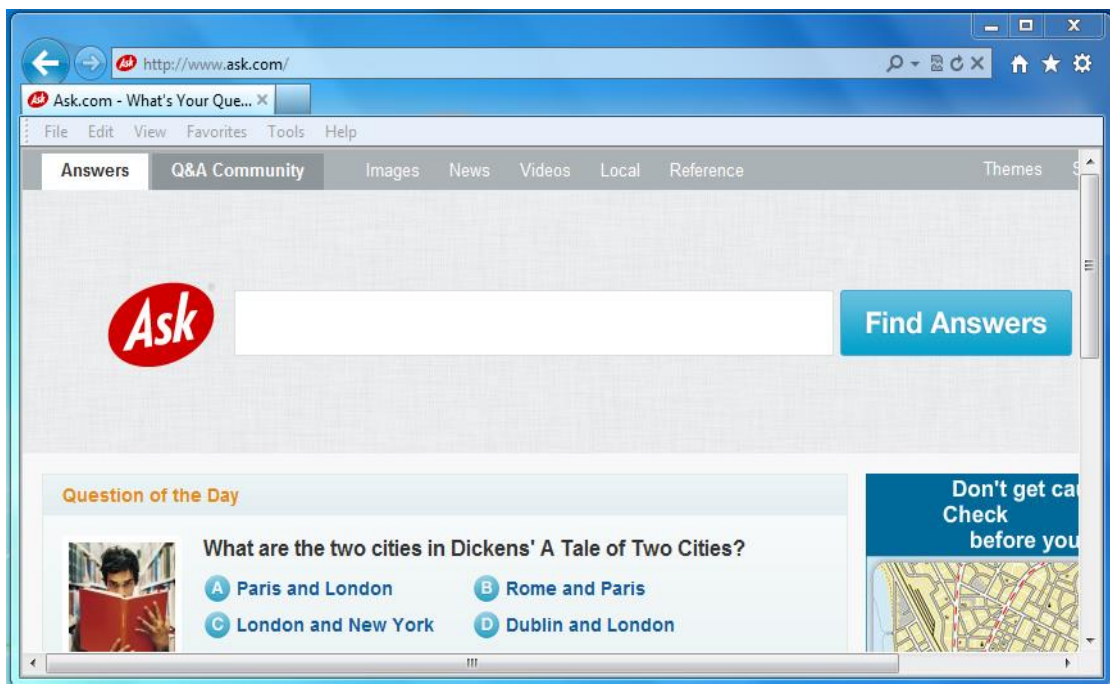 http://www.ask.com/
Ask.com - What's Your Que...
File Edit View Favorites Tools Help
Answers Q&A Community Images News Videos Local Reference Themes S
Ask
Find Answers
Question of the Day
What are the two cities in Dickens' A Tale of Two Cities?
A Paris and London
B Rome and Paris
C London and New York
D Dublin and London
Don't get cau
Check
before you